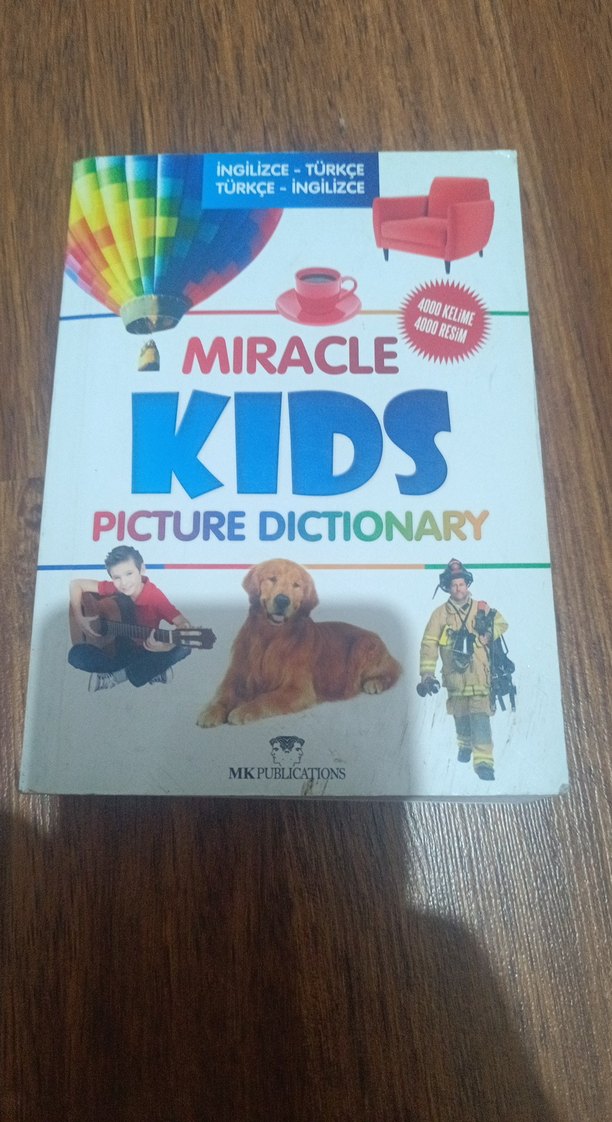 İNGİLİZCE - TÜRKÇE
TÜRKÇE - İNGİLİZCE
4000 KELİME
4000 RESİM
MIRACLE
KIDS
PICTURE DICTIONARY
MK PUBLICATIONS